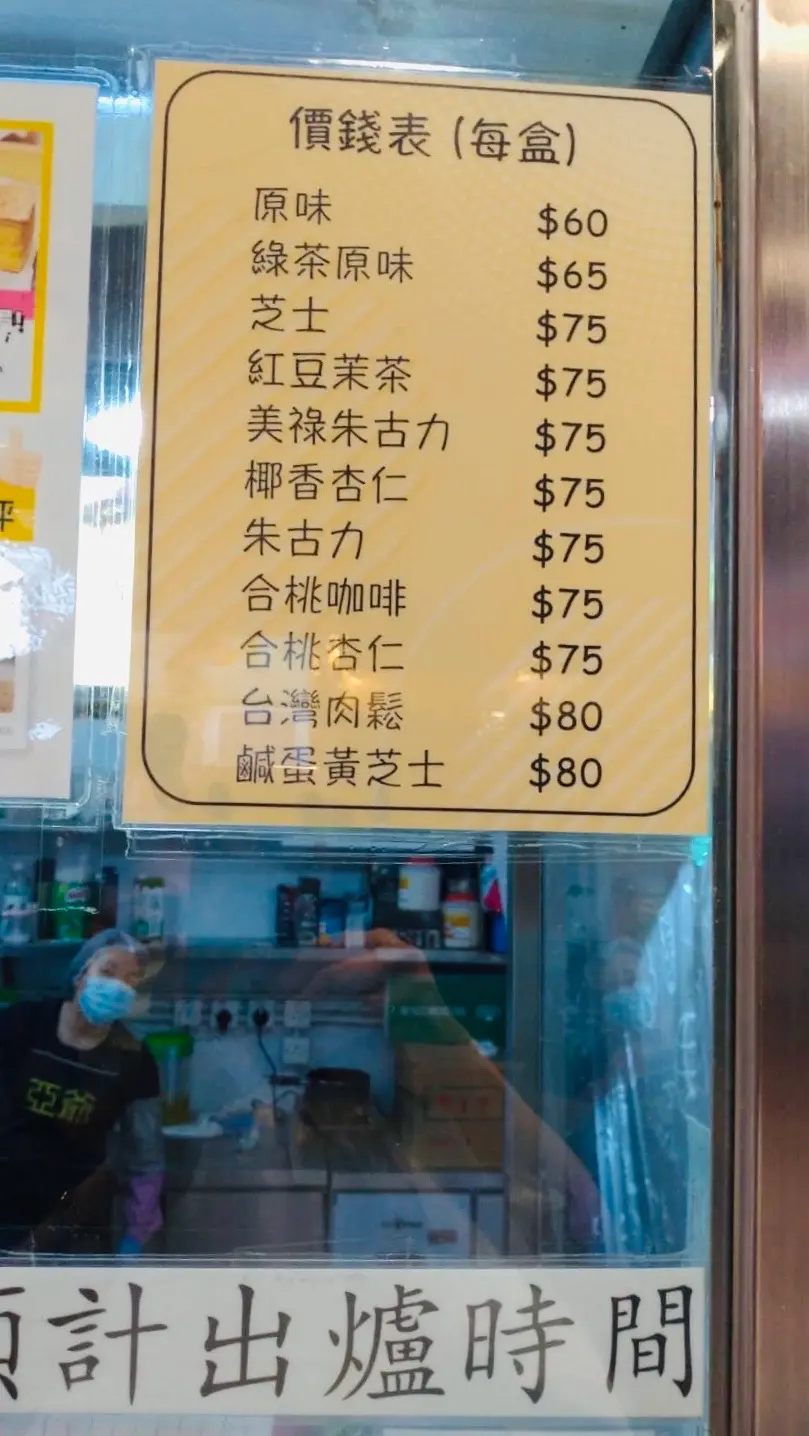 價錢表 (每盒)
原味 $60
綠茶原味 $65
芝士 $75
紅豆茉茶 $75
美祿朱古力 $75
椰香杏仁 $75
朱古力 $75
合桃咖啡 $75
合桃杏仁 $75
台灣肉鬆 $80
鹹蛋黃芝士 $80
亞爺
預計出爐時間